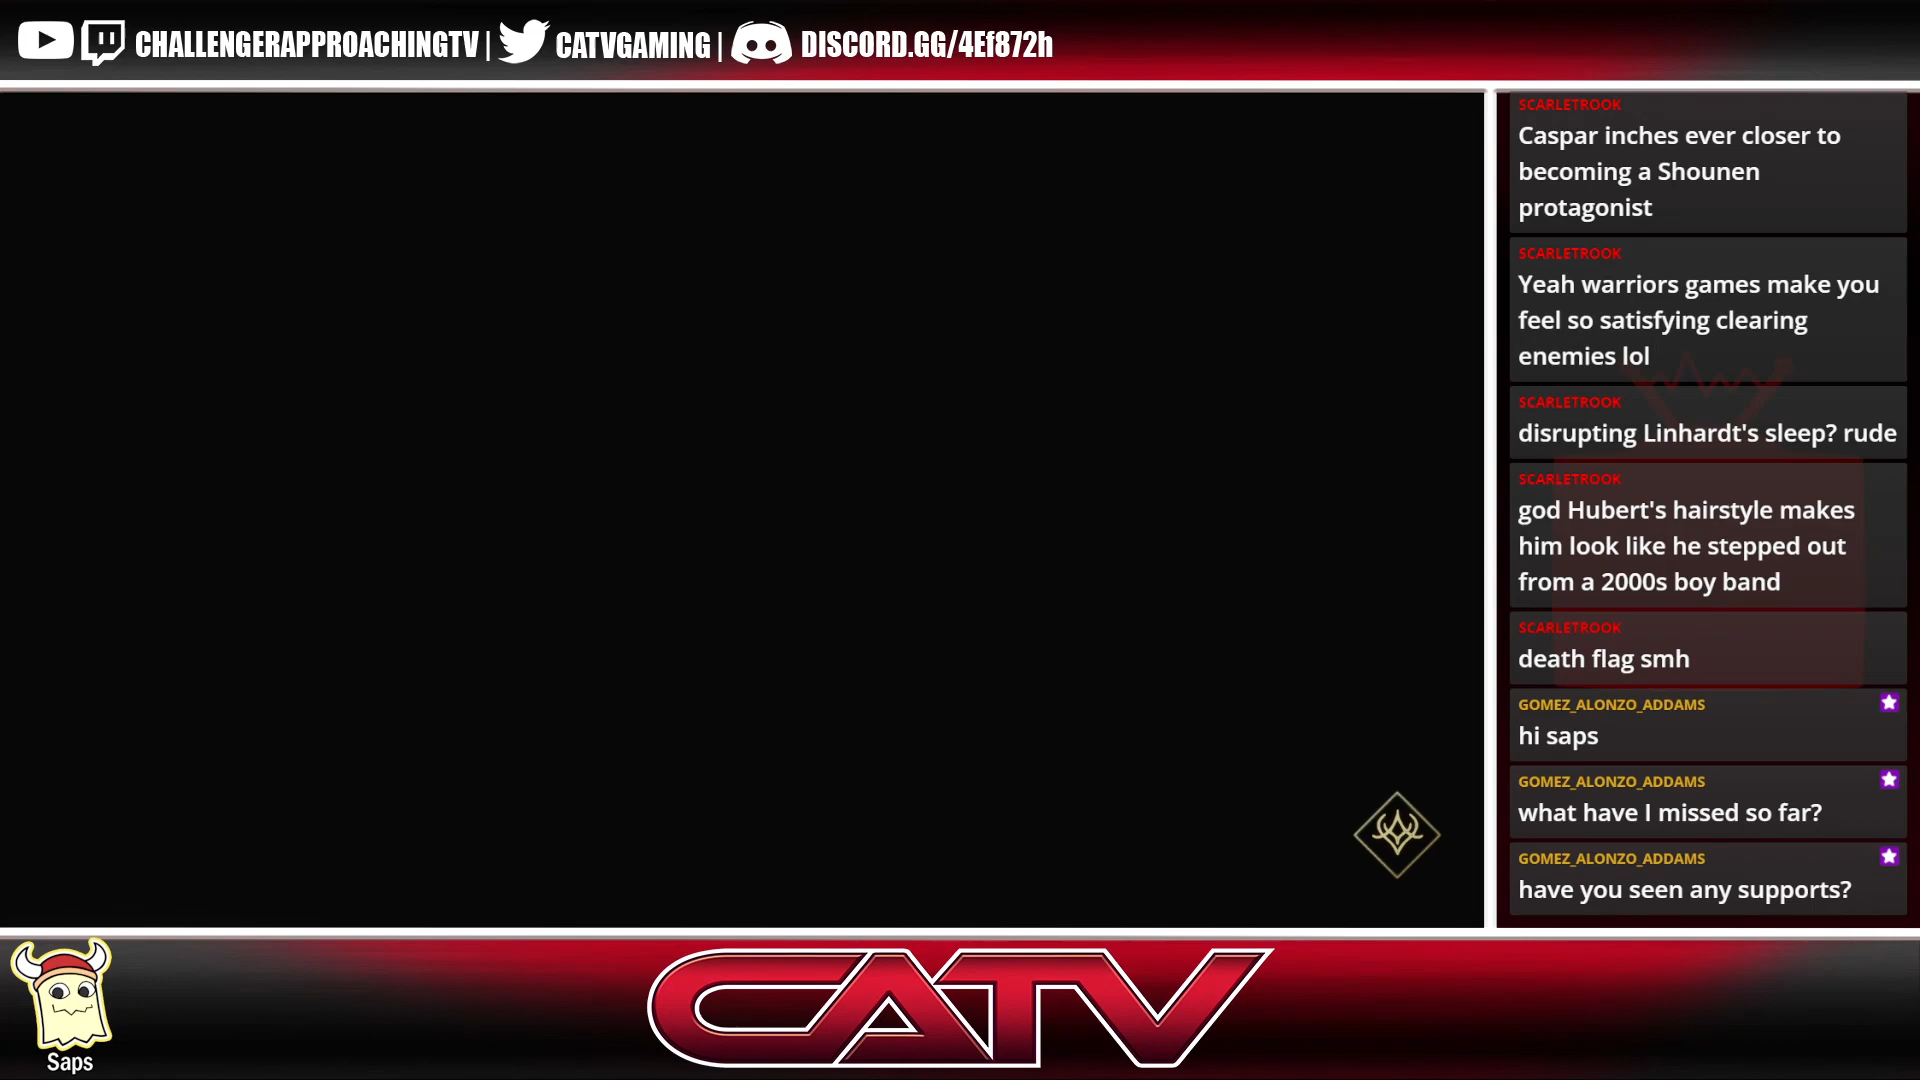 CHALLENGERAPPROACHINGTV | CATVGAMING | DISCORD.GG/4Ef872h
SCARLETROOK
Caspar inches ever closer to
becoming a Shounen
protagonist
SCARLETROOK
Yeah warriors games make you
feel so satisfying clearing
enemies lol
SCARLETROOK
disrupting Linhardt's sleep? rude
SCARLETROOK
god Hubert's hairstyle makes
him look like he stepped out
from a 2000s boy band
SCARLETROOK
death flag smh
GOMEZ_ALONZO_ADDAMS
hi saps
GOMEZ_ALONZO_ADDAMS
what have I missed so far?
GOMEZ_ALONZO_ADDAMS
have you seen any supports?
Saps
CATV